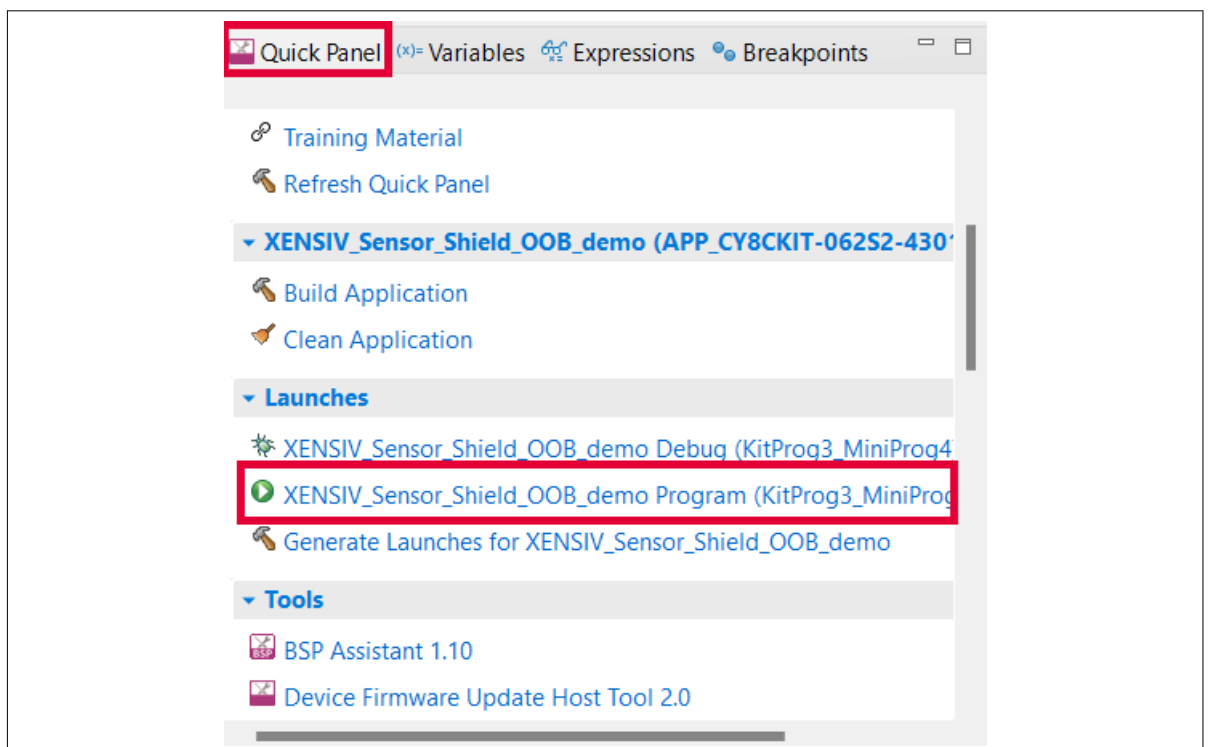 Quick Panel (x)= Variables Expressions Breakpoints
Training Material
Refresh Quick Panel
XENSIV_Sensor_Shield_OOB_demo (APP_CY8CKIT-062S2-4301
Build Application
Clean Application
Launches
XENSIV_Sensor_Shield_OOB_demo Debug (KitProg3_MiniProg4)
XENSIV_Sensor_Shield_OOB_demo Program (KitProg3_MiniProg
Generate Launches for XENSIV_Sensor_Shield_OOB_demo
Tools
BSP BSP Assistant 1.10
Device Firmware Update Host Tool 2.0